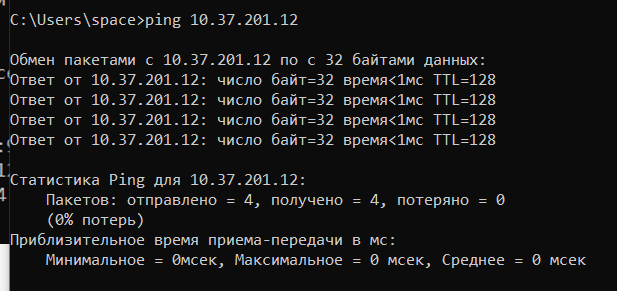 C:\Users\space>ping 10.37.201.12
Обмен пакетами с 10.37.201.12 по с 32 байтами данных:
Ответ от 10.37.201.12: число байт=32 время<1мс TTL=128
Ответ от 10.37.201.12: число байт=32 время<1мс TTL=128
Ответ от 10.37.201.12: число байт=32 время<1мс TTL=128
Ответ от 10.37.201.12: число байт=32 время<1мс TTL=128
Статистика Ping для 10.37.201.12:
Пакетов: отправлено = 4, получено = 4, потеряно = 0
(0% потерь)
Приблизительное время приема-передачи в мс:
Минимальное = 0мсек, Максимальное = 0 мсек, Среднее = 0 мсек